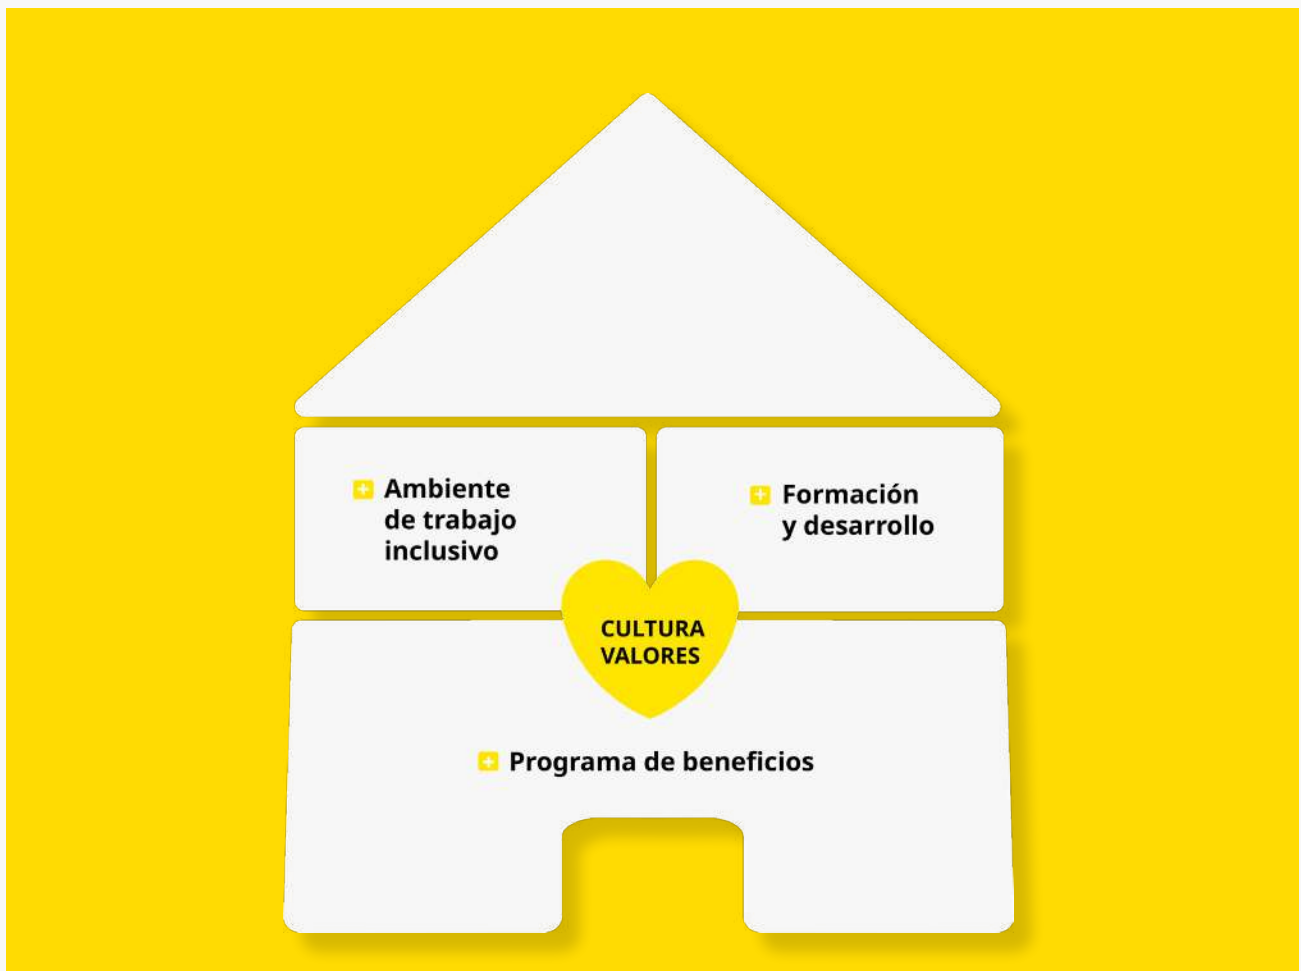 Ambiente
de trabajo
inclusivo
Formación
y desarrollo
CULTURA
VALORES
Programa de beneficios